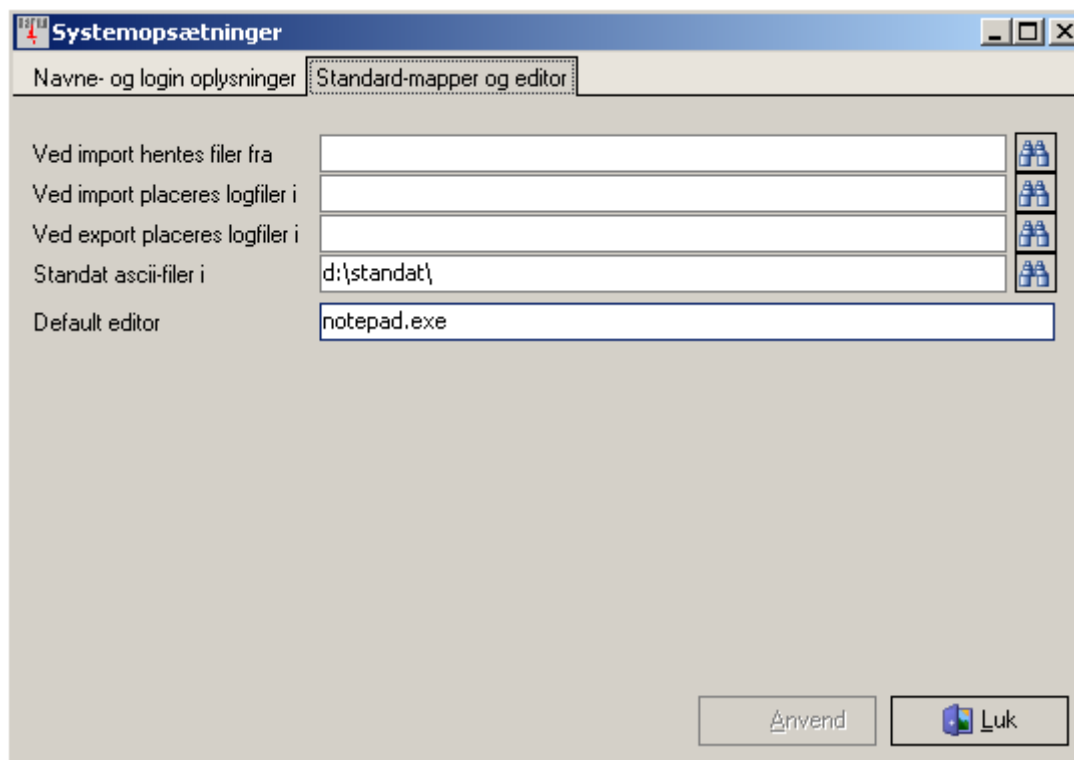 Systemopsætninger
Navne- og login oplysninger Standard-mapper og editor
Ved import hentes filer fra
Ved import placeres logfiler i
Ved export placeres logfiler i
Standat ascii-filer i d:\standat\
Default editor notepad.exe
Anvend Luk